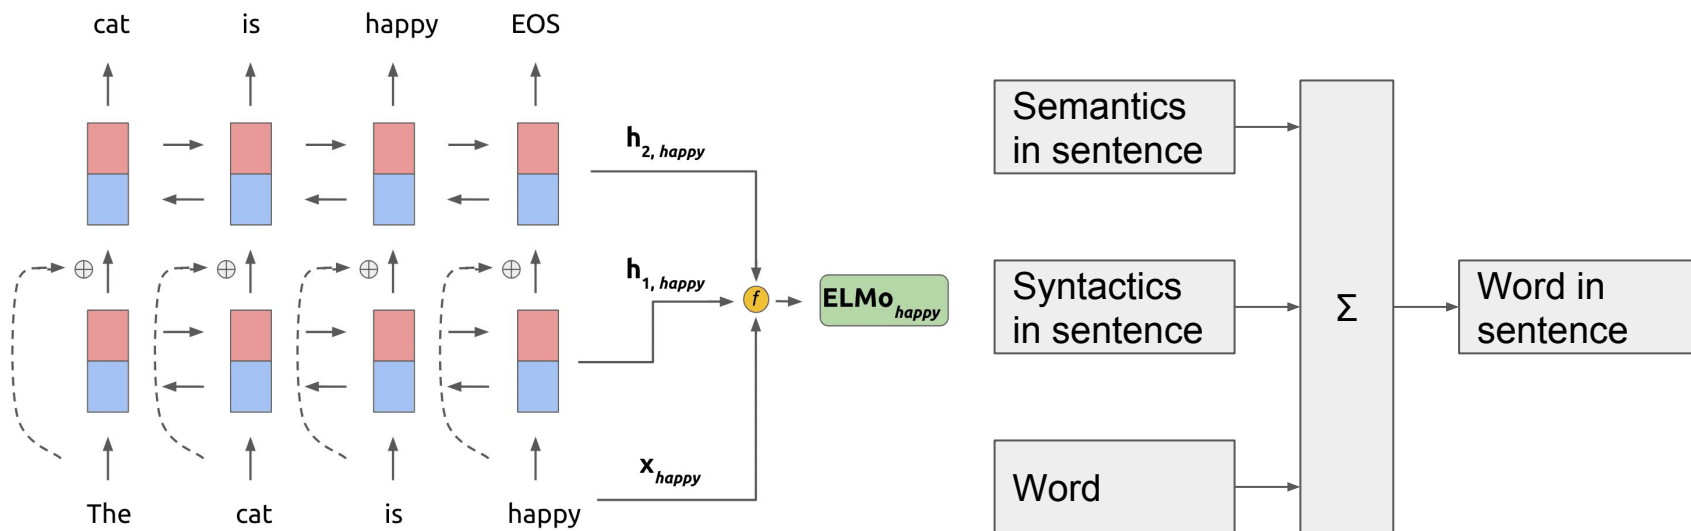 cat is happy EOS
h2, happy
h1, happy
f
ELMohappy
xhappy
The cat is happy
Semantics
in sentence
Syntactics
in sentence
Word
Σ
Word in
sentence